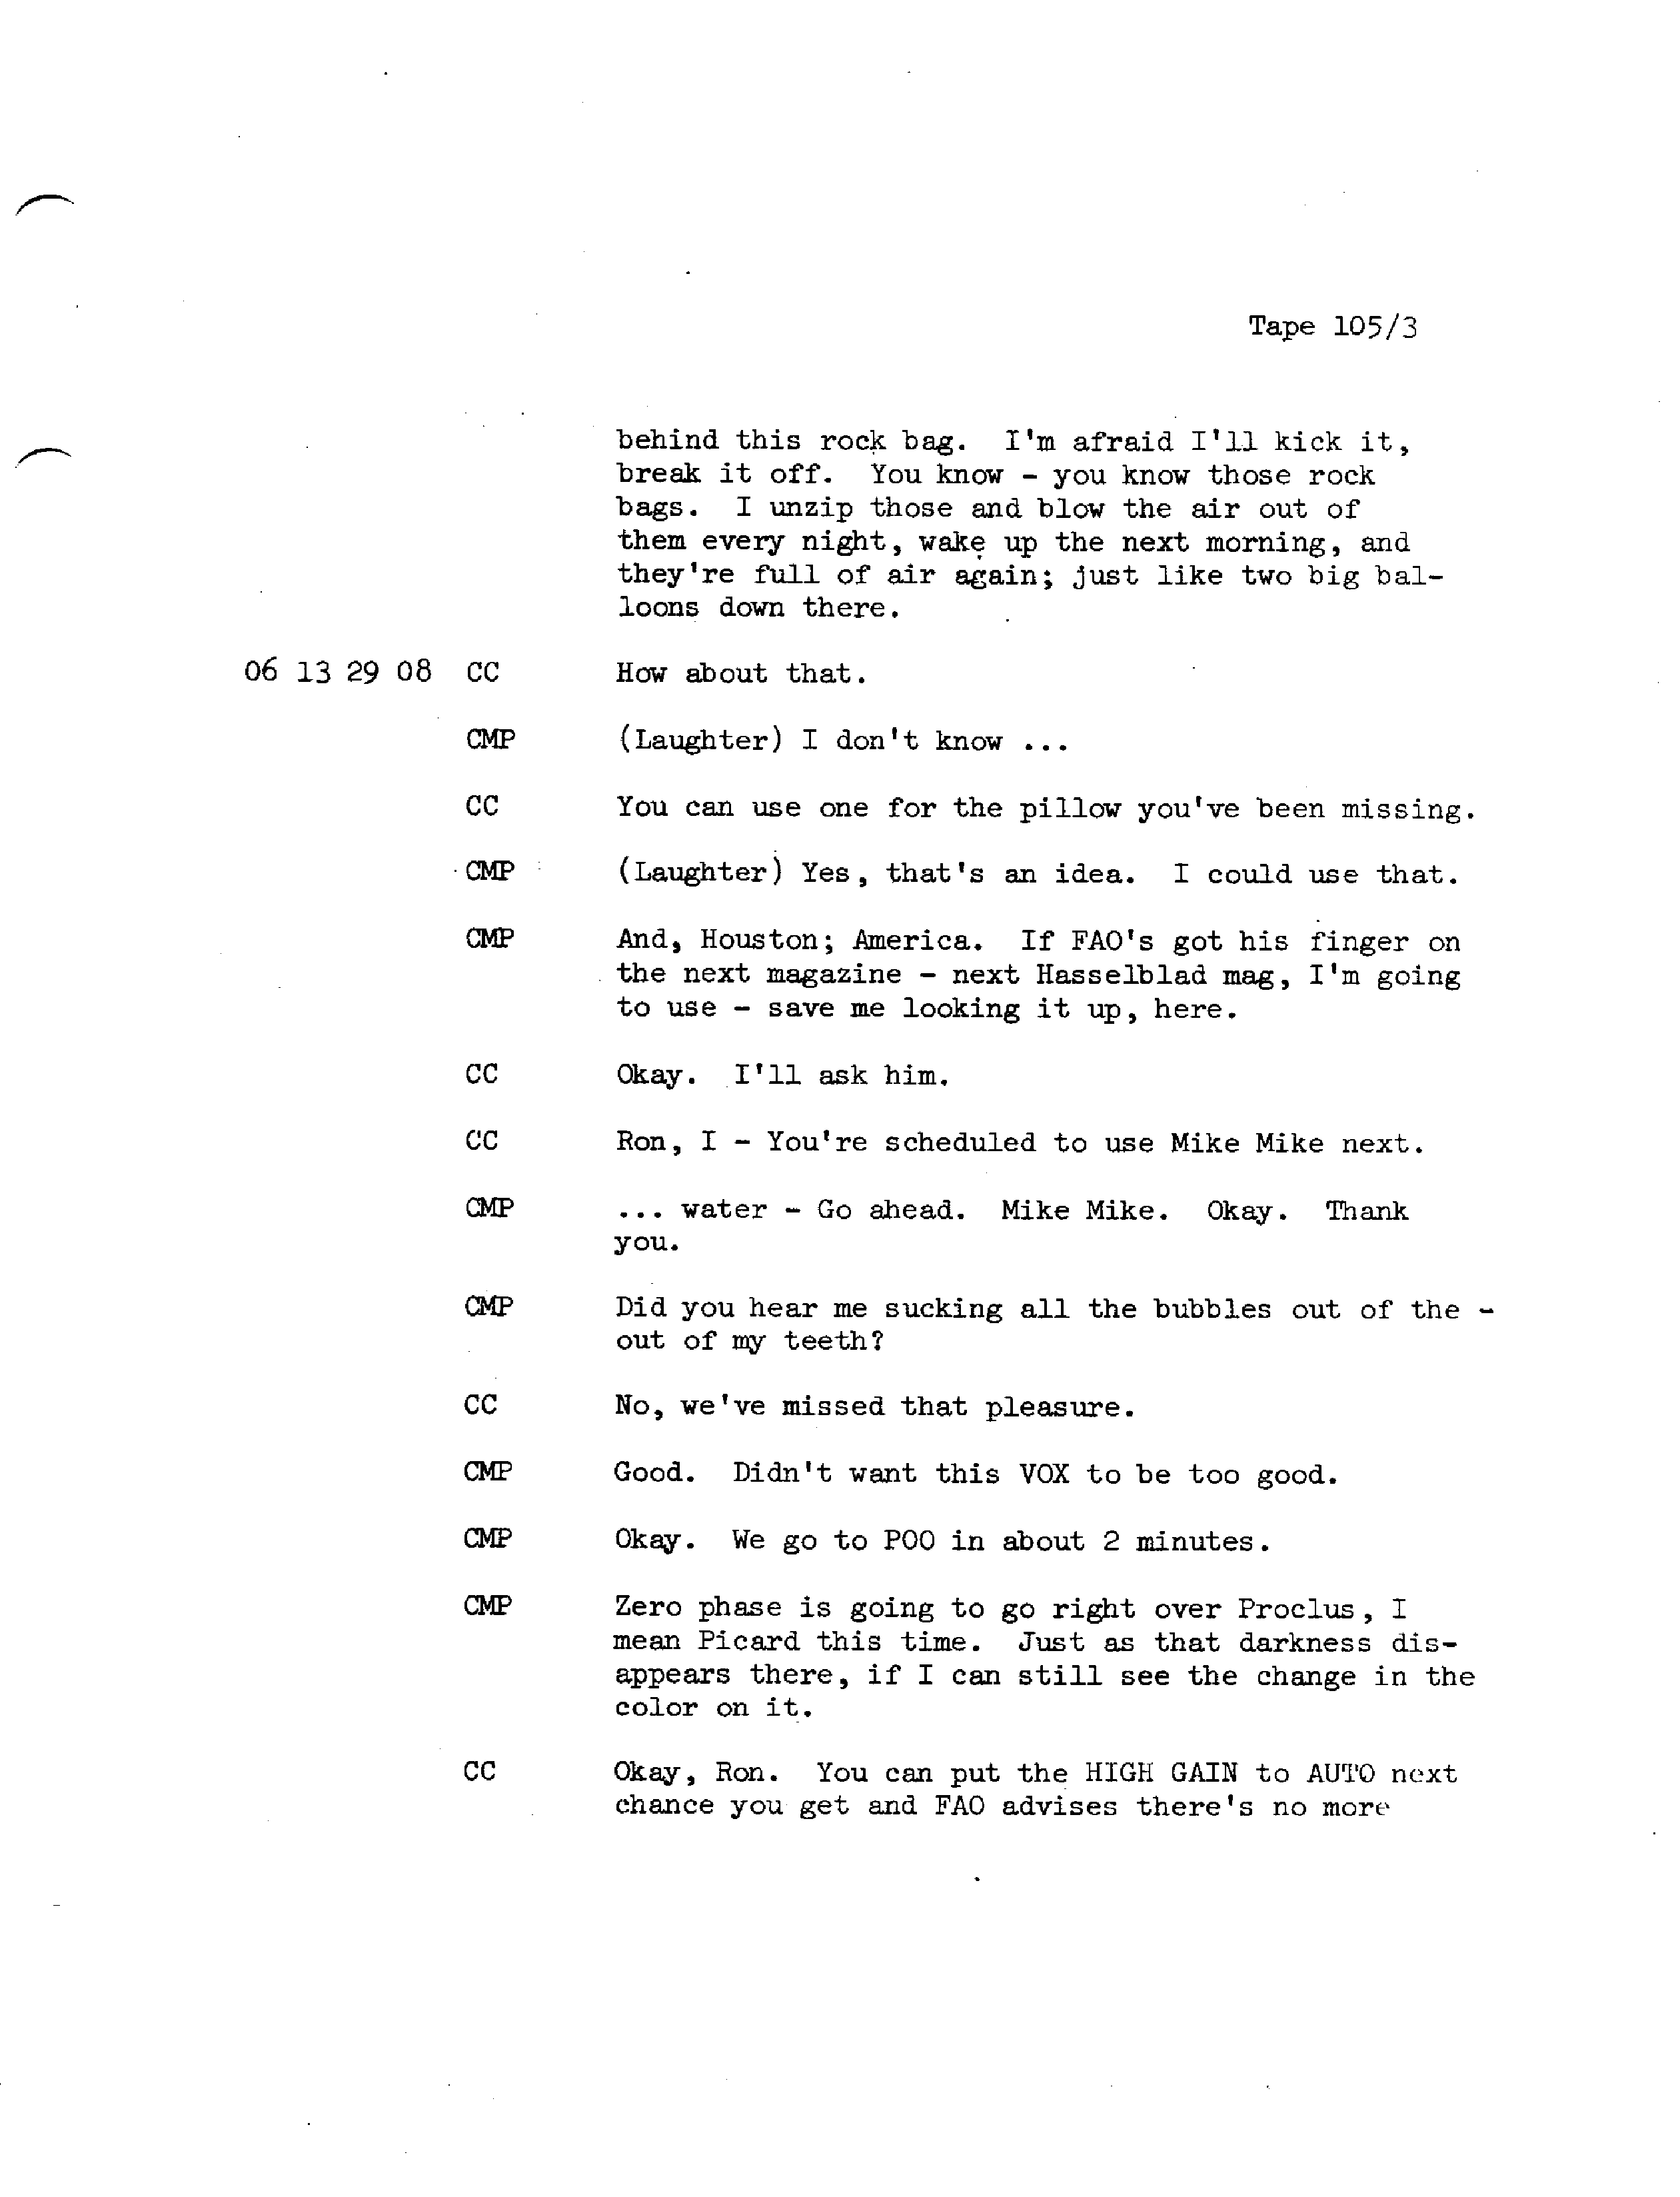 Tape 105/3
behind this rock bag. I'm afraid I'll kick it,
break it off. You know - you know those rock
bags. I unzip those and blow the air out of
them every night, wake up the next morning, and
they're full of air again; just like two big bal-
loons down there.
06 13 29 08 CC How about that.
CMP (Laughter) I don't know ...
CC You can use one for the pillow you've been missing.
CMP (Laughter) Yes, that's an idea. I could use that.
CMP And, Houston; America. If FAO's got his finger on
the next magazine - next Hasselblad mag, I'm going
to use - save me looking it up, here.
CC Okay. I'll ask him.
CC Ron, I - You're scheduled to use Mike Mike next.
CMP ... water - Go ahead. Mike Mike. Okay. Thank
you.
CMP Did you hear me sucking all the bubbles out of the -
out of my teeth?
CC No, we've missed that pleasure.
CMP Good. Didn't want this VOX to be too good.
CMP Okay. We go to POO in about 2 minutes.
CMP Zero phase is going to go right over Proclus, I
mean Picard this time. Just as that darkness dis-
appears there, if I can still see the change in the
color on it.
CC Okay, Ron. You can put the HIGH GAIN to AUTO next
chance you get and FAO advises there's no more